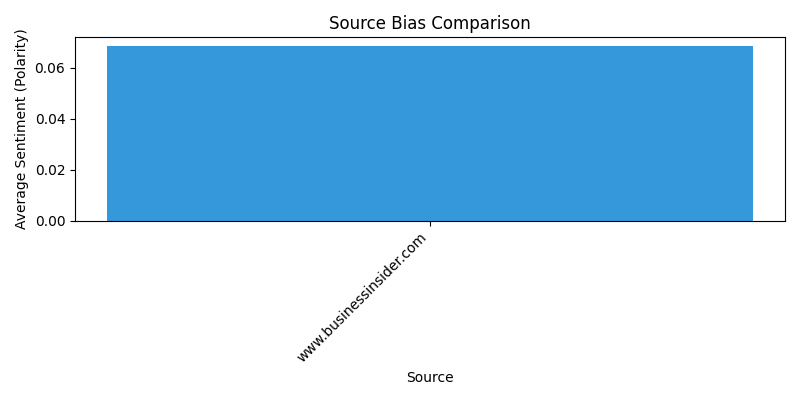 Source Bias Comparison
Average Sentiment (Polarity)
0.06
0.04
0.02
0.00
www.businessinsider.com
Source